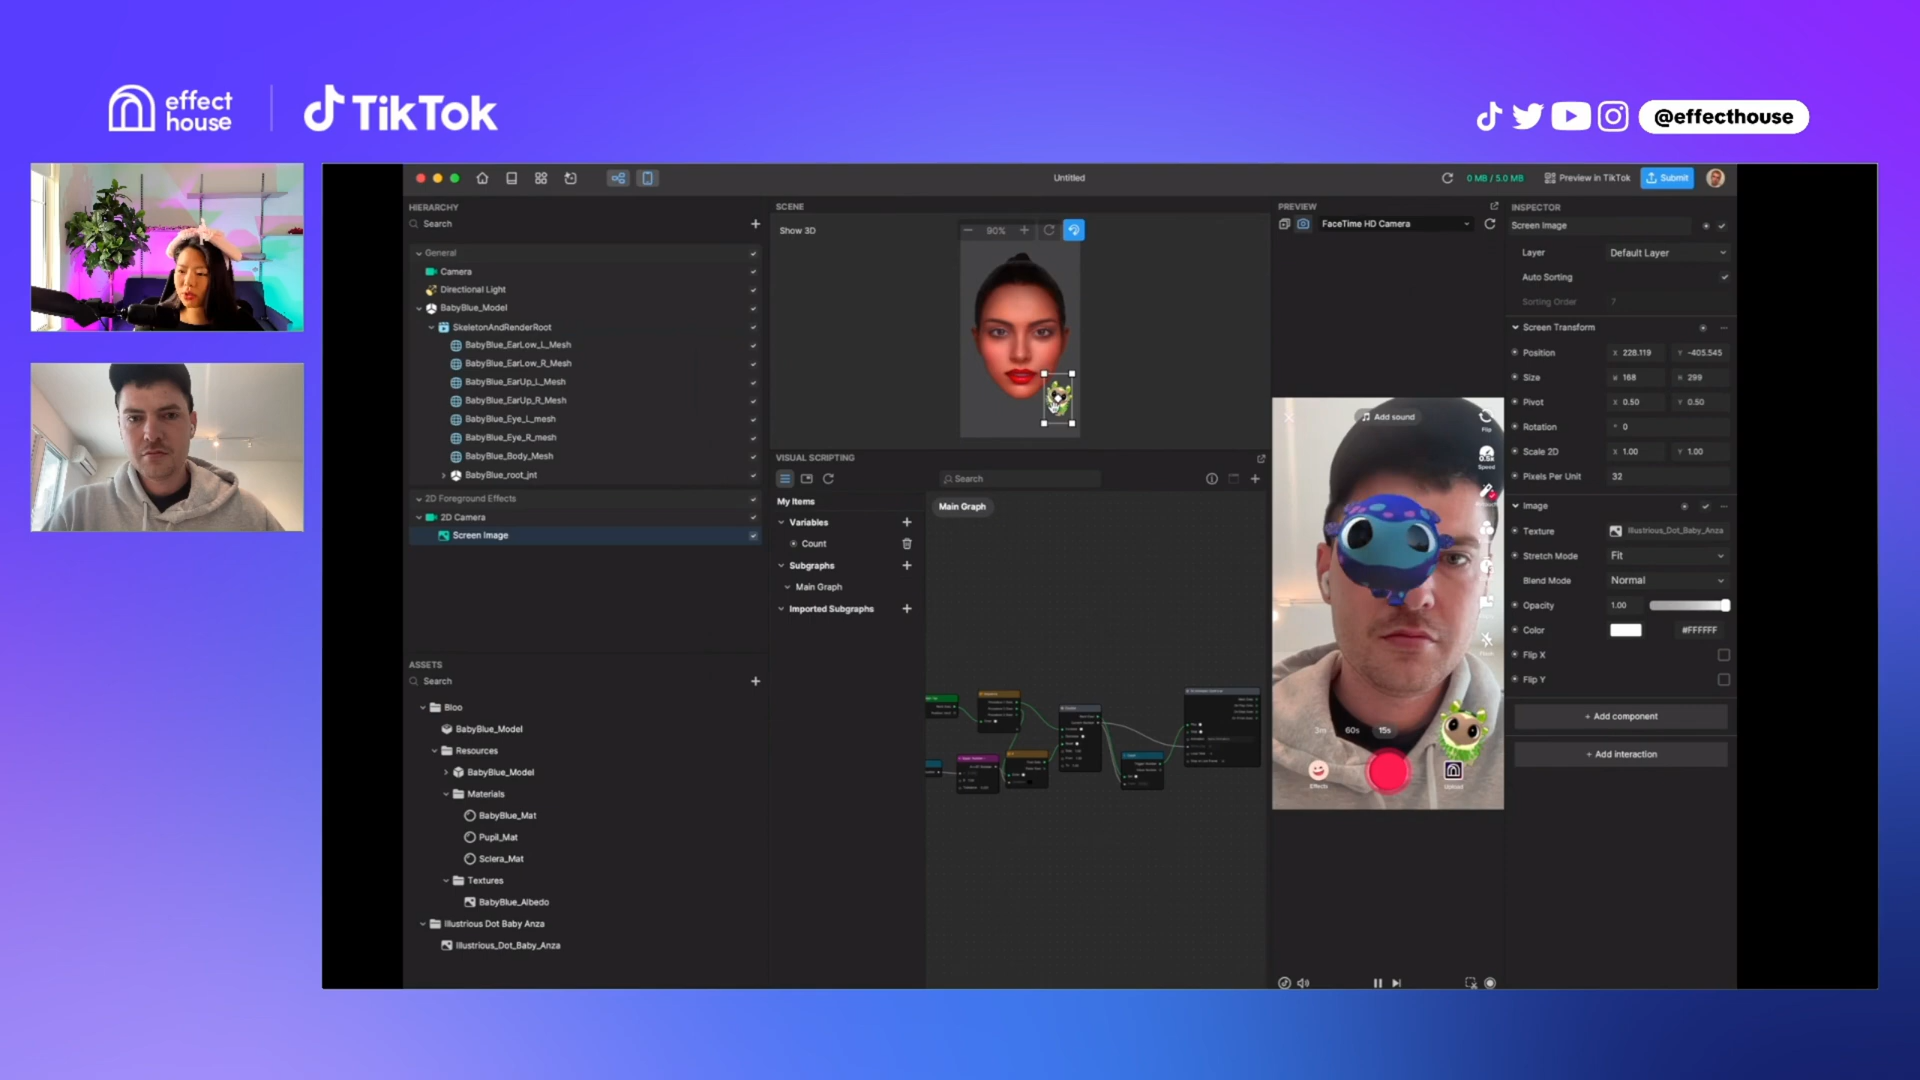 effect
house
TikTok
@effecthouse
Untitled
0 MB / 5.0 MB
Preview in TikTok
Submit
HIERARCHY
Search
General
Camera
Directional Light
BabyBlue_Model
SkeletonAndRenderRoot
BabyBlue_EarLow_L_Mesh
BabyBlue_EarLow_R_Mesh
BabyBlue_EarUp_L_Mesh
BabyBlue_EarUp_R_Mesh
BabyBlue_Eye_L_mesh
BabyBlue_Eye_R_mesh
BabyBlue_Body_Mesh
BabyBlue_root_jnt
2D Foreground Effects
2D Camera
Screen Image
ASSETS
Search
Bloo
BabyBlue_Model
Resources
BabyBlue_Model
Materials
BabyBlue_Mat
Pupil_Mat
Sclera_Mat
Textures
BabyBlue_Albedo
Illustrious Dot Baby Anza
Illustrious_Dot_Baby_Anza
SCENE
Show 3D
90%
VISUAL SCRIPTING
Search
My Items
Main Graph
Variables
Count
Subgraphs
Main Graph
Imported Subgraphs
PREVIEW
FaceTime HD Camera
Add sound
Flip
Speed
3m 60s 15s
Effects
Upload
INSPECTOR
Screen Image
Layer Default Layer
Auto Sorting
Sorting Order 7
Screen Transform
Position X 228.119 Y -405.545
Size W 168 H 299
Pivot X 0.50 Y 0.50
Rotation ° 0
Scale 2D X 1.00 Y 1.00
Pixels Per Unit 32
Image
Texture Illustrious_Dot_Baby_Anza
Stretch Mode Fit
Blend Mode Normal
Opacity 1.00
Color #FFFFFF
Flip X
Flip Y
+ Add component
+ Add interaction